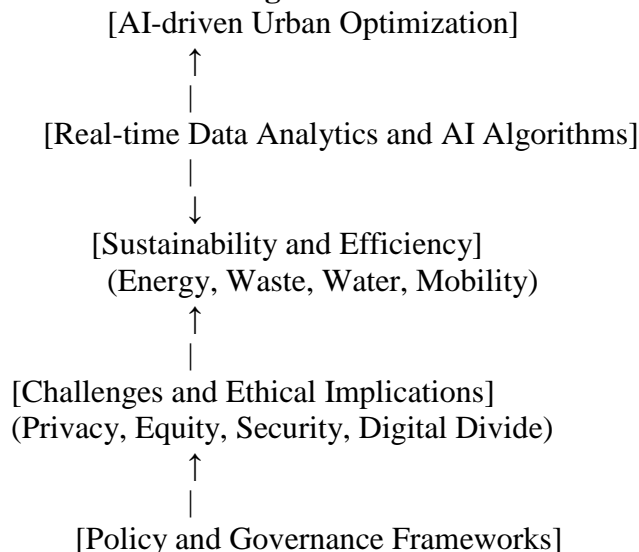 [AI-driven Urban Optimization]
↑
|
[Real-time Data Analytics and AI Algorithms]
|
↓
[Sustainability and Efficiency]
(Energy, Waste, Water, Mobility)
↑
|
[Challenges and Ethical Implications]
(Privacy, Equity, Security, Digital Divide)
↑
|
[Policy and Governance Frameworks]